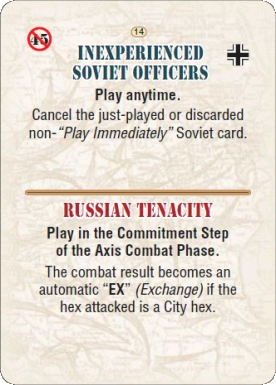 45
14
INEXPERIENCED
SOVIET OFFICERS
Play anytime.
Cancel the just-played or discarded
non-“Play Immediately” Soviet card.
RUSSIAN TENACITY
Play in the Commitment Step
of the Axis Combat Phase.
The combat result becomes an
automatic “EX” (Exchange) if the
hex attacked is a City hex.